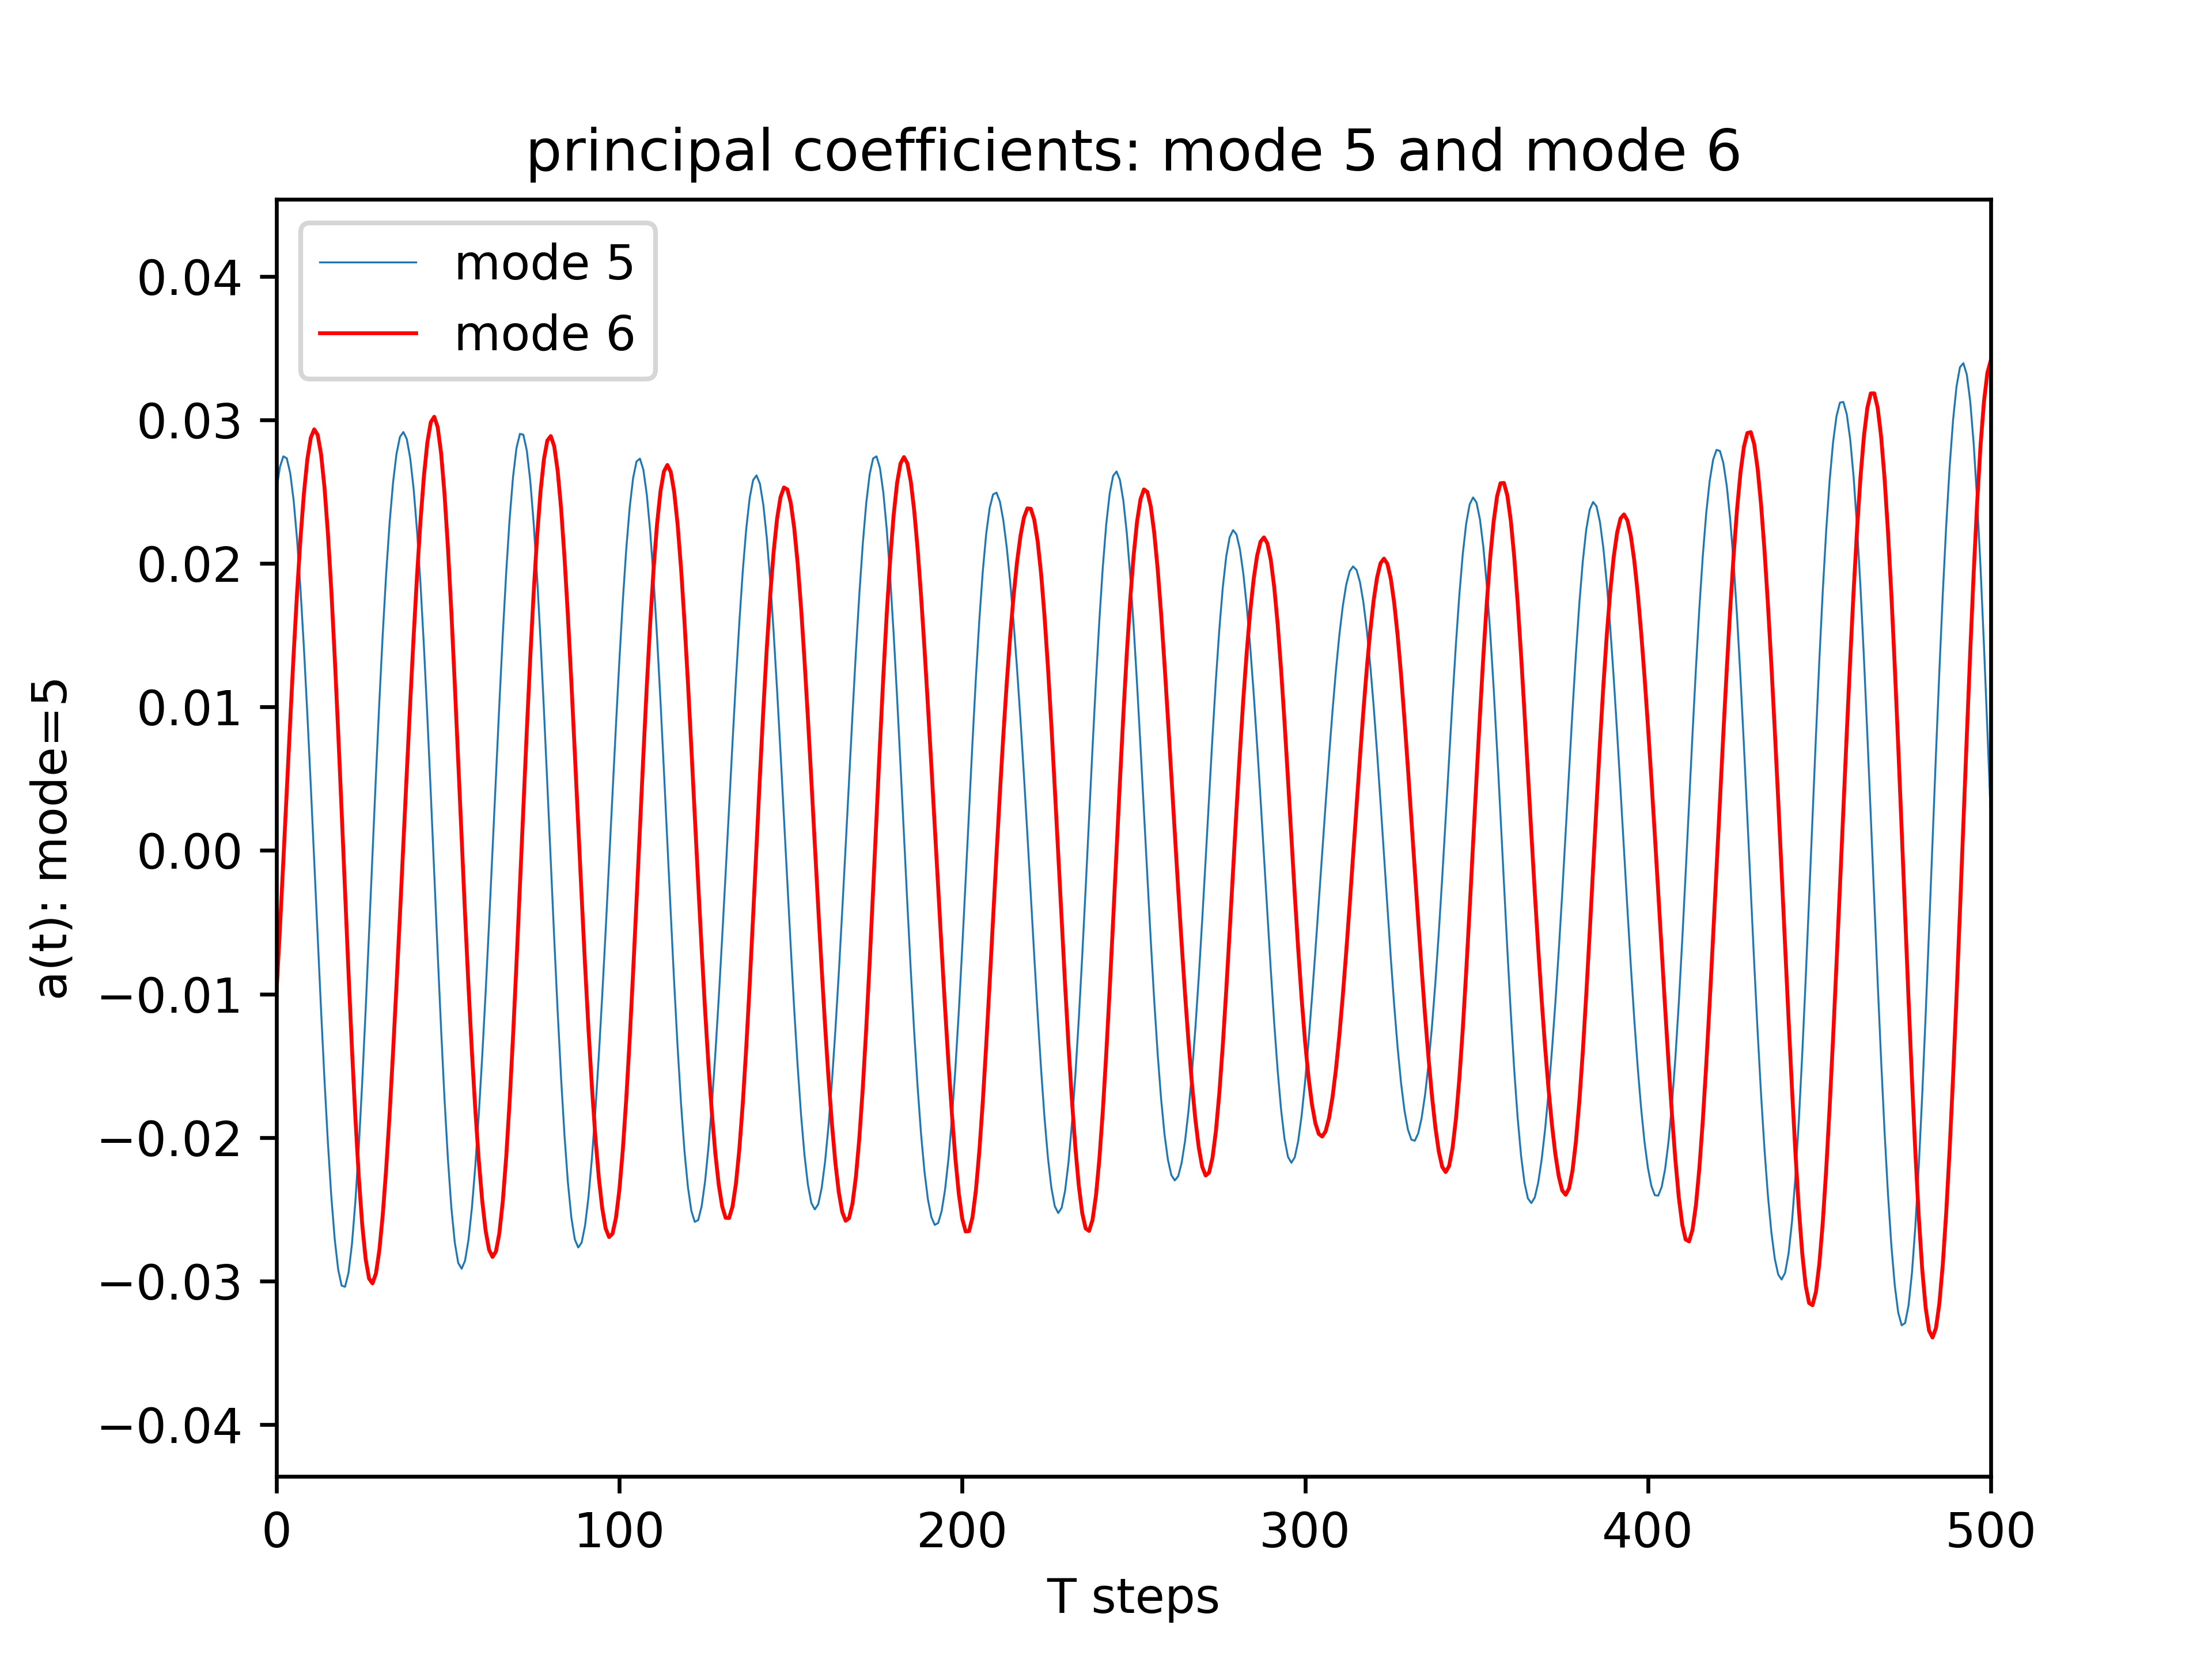 principal coefficients: mode 5 and mode 6
mode 5
mode 6
0.04
0.03
0.02
0.01
0.00
−0.01
−0.02
−0.03
−0.04
a(t): mode=5
0 100 200 300 400 500
T steps